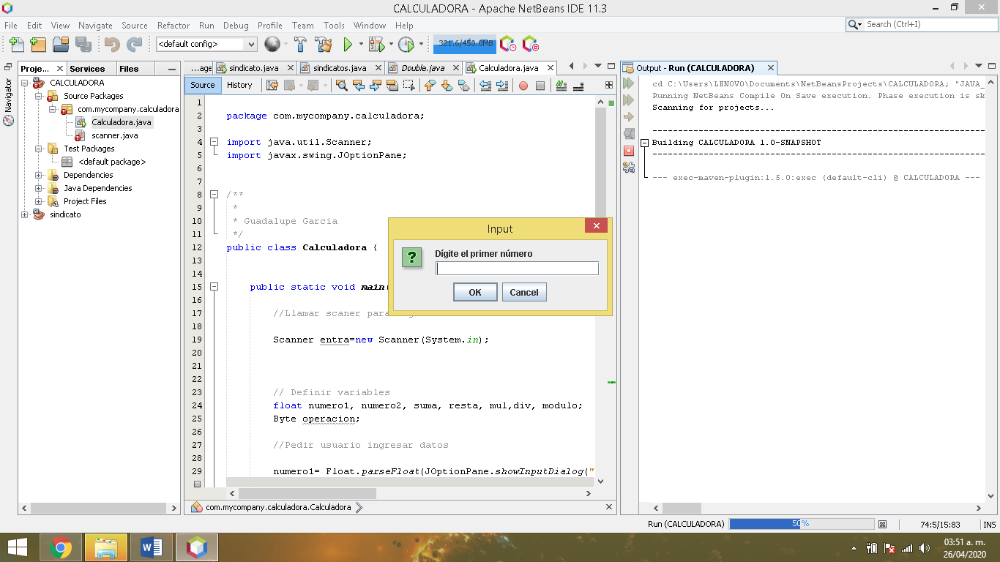 CALCULADORA - Apache NetBeans IDE 11.3
File Edit View Navigate Source Refactor Run Debug Profile Team Tools Window Help
Search (Ctrl+I)
<default config>
321.6/450.0MB
Proje... Services Files
Navigator
CALCULADORA
Source Packages
com.mycompany.calculadora
Calculadora.java
scanner.java
Test Packages
<default package>
Dependencies
Java Dependencies
Project Files
sindicato
...age sindicato.java sindicatos.java Double.java Calculadora.java
Source History
1
2 package com.mycompany.calculadora;
3
4 import java.util.Scanner;
5 import javax.swing.JOptionPane;
6
7
8 /**
9 *
10 * Guadalupe Garcia
11 */
12 public class Calculadora {
13
14
15 public static void main(
16
17 //Llamar scaner para
18
19 Scanner entra=new Scanner(System.in);
20
21
22
23 // Definir variables
24 float numero1, numero2, suma, resta, mul,div, modulo;
25 Byte operacion;
26
27 //Pedir usuario ingresar datos
28
29 numero1= Float.parseFloat(JOptionPane.showInputDialog("
com.mycompany.calculadora.Calculadora
Input
Dígite el primer número
OK Cancel
Output - Run (CALCULADORA)
cd C:\Users\LENOVO\Documents\NetBeansProjects\CALCULADORA; "JAVA_
Running NetBeans Compile On Save execution. Phase execution is sk
Scanning for projects...
Building CALCULADORA 1.0-SNAPSHOT
--- exec-maven-plugin:1.5.0:exec (default-cli) @ CALCULADORA ---
Run (CALCULADORA) 50% 74:5/15:83 INS
03:51 a. m.
26/04/2020